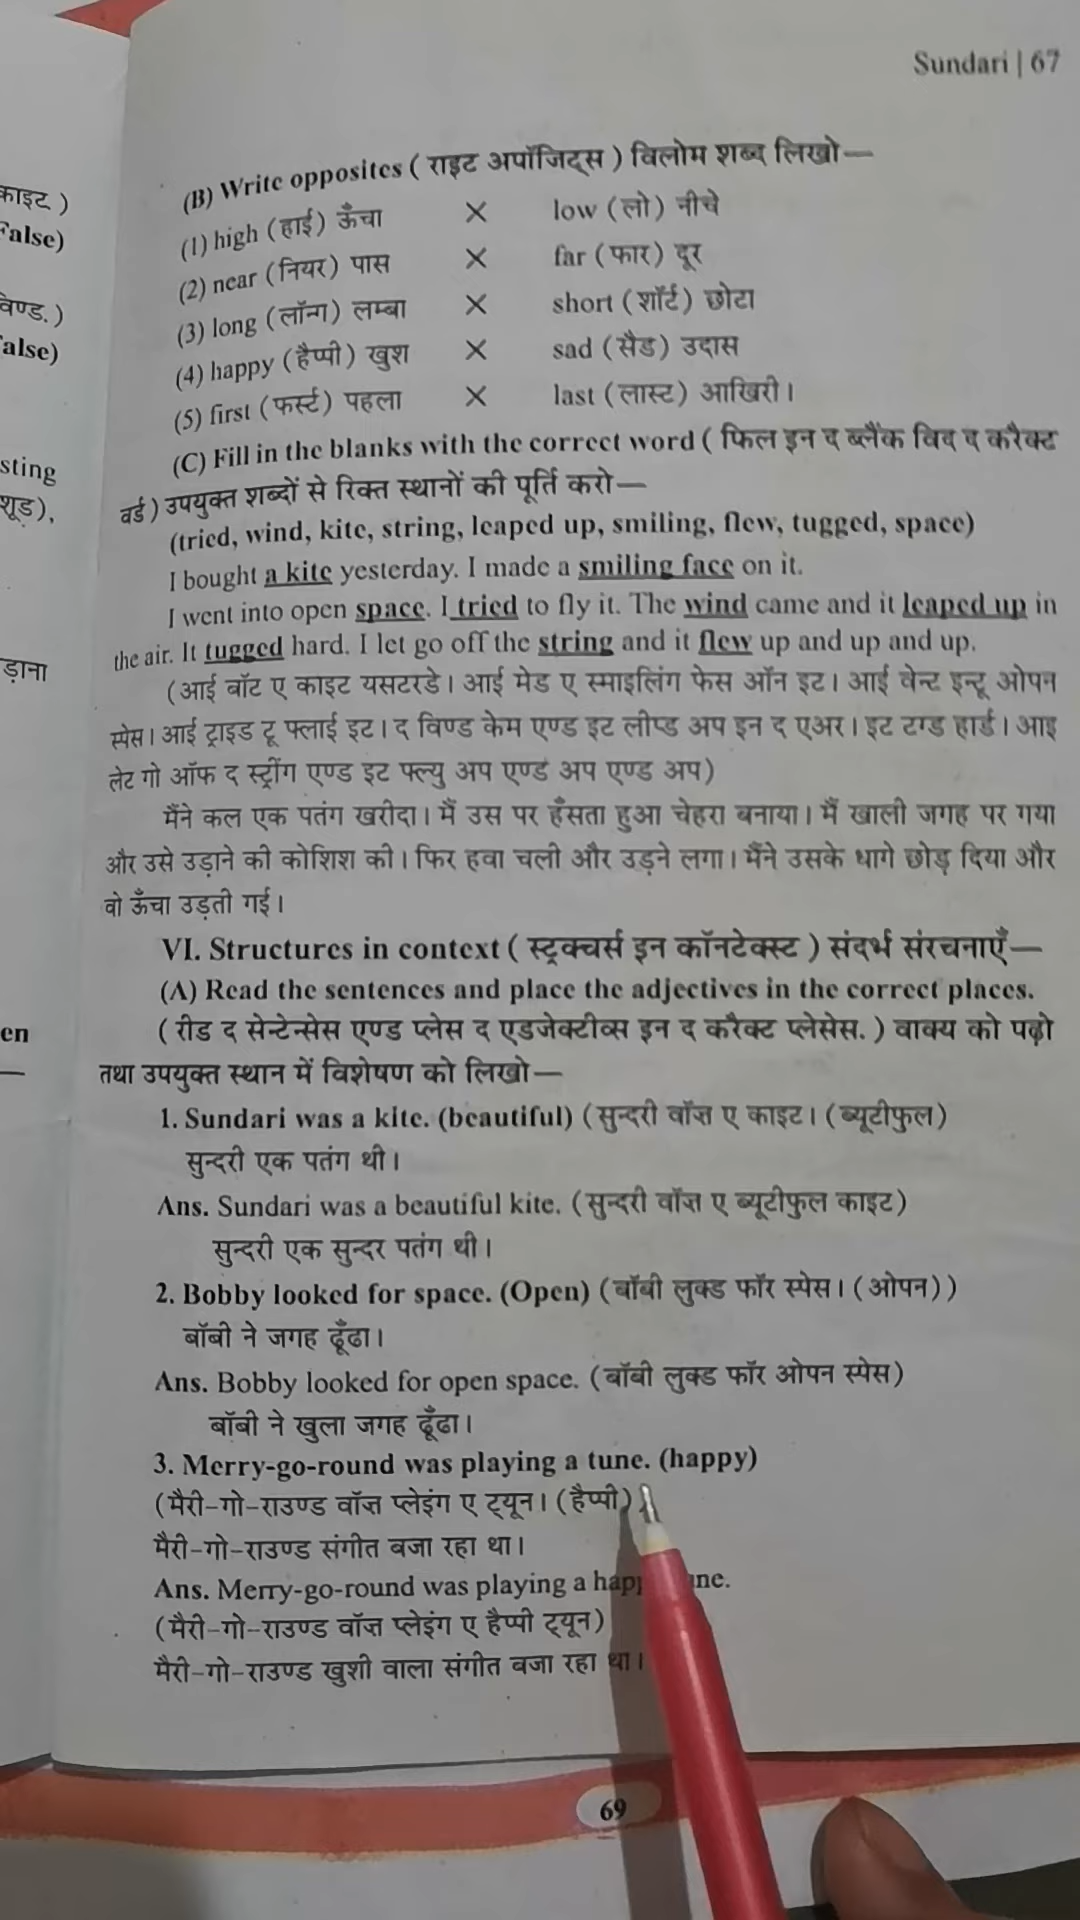 Sundari | 67
काइट)
False)
विण्ड.)
alse)
sting
शूड),
ड़ाना
en
—
(B) Write opposites ( राइट अपॉजिट्स ) विलोम शब्द लिखो—
(1) high (हाई) ऊँचा × low (लो) नीचे
(2) near (नियर) पास × far (फार) दूर
(3) long (लॉन्ग) लम्बा × short (शॉर्ट) छोटा
(4) happy (हैप्पी) खुश × sad (सैड) उदास
(5) first (फर्स्ट) पहला × last (लास्ट) आखिरी।
(C) Fill in the blanks with the correct word ( फिल इन द ब्लैंक विद द करैक्ट
वर्ड ) उपयुक्त शब्दों से रिक्त स्थानों की पूर्ति करो—
(tried, wind, kite, string, leaped up, smiling, flew, tugged, space)
I bought a kite yesterday. I made a smiling face on it.
I went into open space. I tried to fly it. The wind came and it leaped up in
the air. It tugged hard. I let go off the string and it flew up and up and up.
(आई बॉट ए काइट यसटरडे। आई मेड ए स्माइलिंग फेस ऑन इट। आई वेन्ट इन्टू ओपन
स्पेस। आई ट्राइड टू फ्लाई इट। द विण्ड केम एण्ड इट लीप्ड अप इन द एअर। इट टग्ड हार्ड। आइ
लेट गो ऑफ द स्ट्रींग एण्ड इट फ्ल्यु अप एण्ड अप एण्ड अप)
मैंने कल एक पतंग खरीदा। मैं उस पर हँसता हुआ चेहरा बनाया। मैं खाली जगह पर गया
और उसे उड़ाने की कोशिश की। फिर हवा चली और उड़ने लगा। मैंने उसके धागे छोड़ दिया और
वो ऊँचा उड़ती गई।
VI. Structures in context ( स्ट्रक्चर्स इन कॉनटेक्स्ट ) संदर्भ संरचनाएँ—
(A) Read the sentences and place the adjectives in the correct places.
( रीड द सेन्टेन्सेस एण्ड प्लेस द एडजेक्टीव्स इन द करैक्ट प्लेसेस. ) वाक्य को पढ़ो
तथा उपयुक्त स्थान में विशेषण को लिखो—
1. Sundari was a kite. (beautiful) (सुन्दरी वॉज़ ए काइट। (ब्यूटीफुल)
सुन्दरी एक पतंग थी।
Ans. Sundari was a beautiful kite. (सुन्दरी वॉज़ ए ब्यूटीफुल काइट)
सुन्दरी एक सुन्दर पतंग थी।
2. Bobby looked for space. (Open) (बॉबी लुक्ड फॉर स्पेस। (ओपन))
बॉबी ने जगह ढूँढा।
Ans. Bobby looked for open space. (बॉबी लुक्ड फॉर ओपन स्पेस)
बॉबी ने खुला जगह ढूँढा।
3. Merry-go-round was playing a tune. (happy)
(मैरी-गो-राउण्ड वॉज़ प्लेइंग ए ट्यून। (हैप्पी))
मैरी-गो-राउण्ड संगीत बजा रहा था।
Ans. Merry-go-round was playing a
(मैरी-गो-राउण्ड वॉज़ प्लेइंग ए हैप्पी ट्यून)
मैरी-गो-राउण्ड खुशी वाला संगीत बजा रहा था।
69